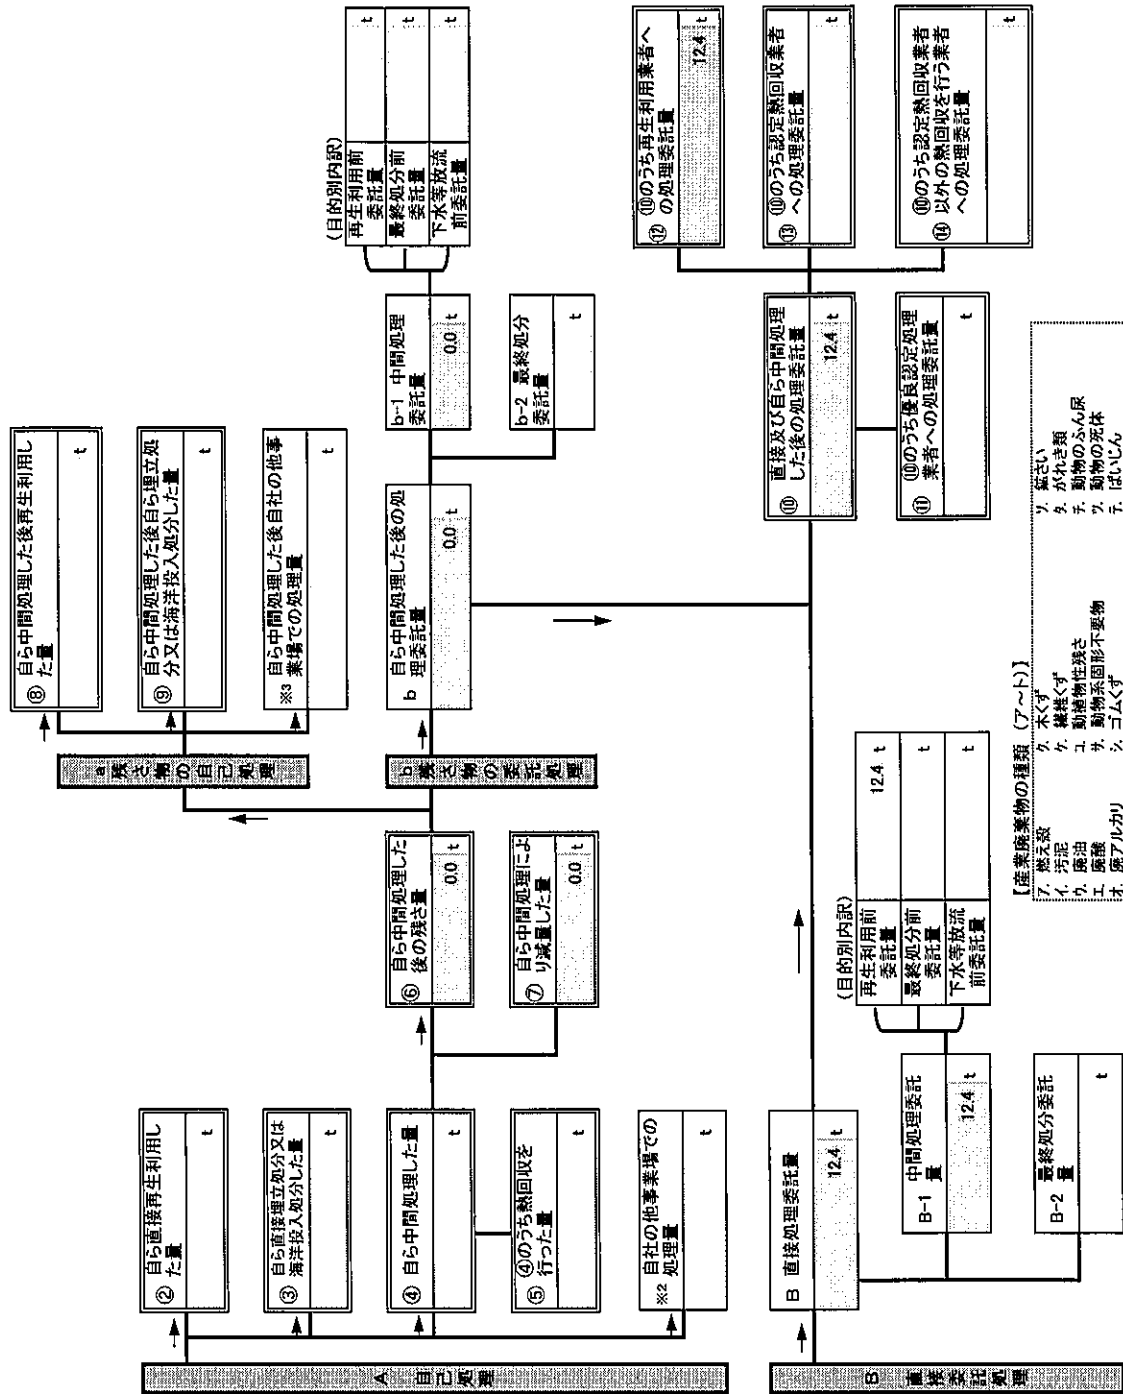 A 自己処理
② 自ら直接再生利用し
た量
t
③ 自ら直接埋立処分又は
海洋投入処分した量
t
④ 自ら中間処理した量
t
⑤ ④のうち熱回収を
行った量
t
※2 自社の他事業場での
処理量
t
⑥ 自ら中間処理した
後の残さ量
0.0 t
⑦ 自ら中間処理によ
り減量した量
0.0 t
a 残さ物の自己処理
⑧ 自ら中間処理した後再生利用し
た量
t
⑨ 自ら中間処理した後自ら埋立処
分又は海洋投入処分した量
t
※3 自ら中間処理した後自社の他事
業場での処理量
t
b 残さ物の委託処理
b 自ら中間処理した後の処
理委託量
0.0 t
b-1 中間処理
委託量
0.0 t
b-2 最終処分
委託量
t
(目的別内訳)
再生利用前
委託量
t
最終処分前
委託量
t
下水等放流
前委託量
t
B 直接委託処理
B 直接処理委託量
12.4 t
B-1 中間処理委託
量
12.4 t
B-2 最終処分委託
量
t
(目的別内訳)
再生利用前
委託量
12.4 t
最終処分前
委託量
t
下水等放流
前委託量
t
⑩ 直接及び自ら中間処理
した後の処理委託量
12.4 t
⑪ ⑩のうち優良認定処理
業者への処理委託量
t
⑫ ⑩のうち再生利用業者へ
の処理委託量
12.4 t
⑬ ⑩のうち認定熱回収業者
への処理委託量
t
⑭ ⑩のうち認定熱回収業者
以外の熱回収を行う業者
への処理委託量
t
【産業廃棄物の種類（ア～ト）】
ア. 燃え殻
イ. 汚泥
ウ. 廃油
エ. 廃酸
オ. 廃アルカリ
ク. 木くず
ケ. 繊維くず
コ. 動植物性残さ
サ. 動物系固形不要物
シ. ゴムくず
ソ. 鉱さい
タ. がれき類
チ. 動物のふん尿
ツ. 動物の死体
テ. ばいじん